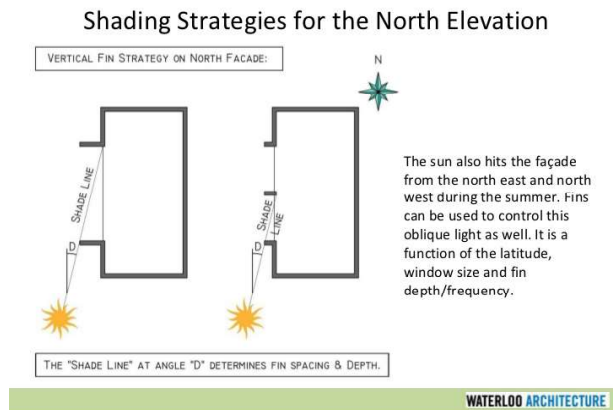 Shading Strategies for the North Elevation
VERTICAL FIN STRATEGY ON NORTH FACADE:
N
SHADE LINE
D
SHADE
LINE
D
The sun also hits the façade
from the north east and north
west during the summer. Fins
can be used to control this
oblique light as well. It is a
function of the latitude,
window size and fin
depth/frequency.
THE "SHADE LINE" AT ANGLE "D" DETERMINES FIN SPACING & DEPTH.
WATERLOO ARCHITECTURE